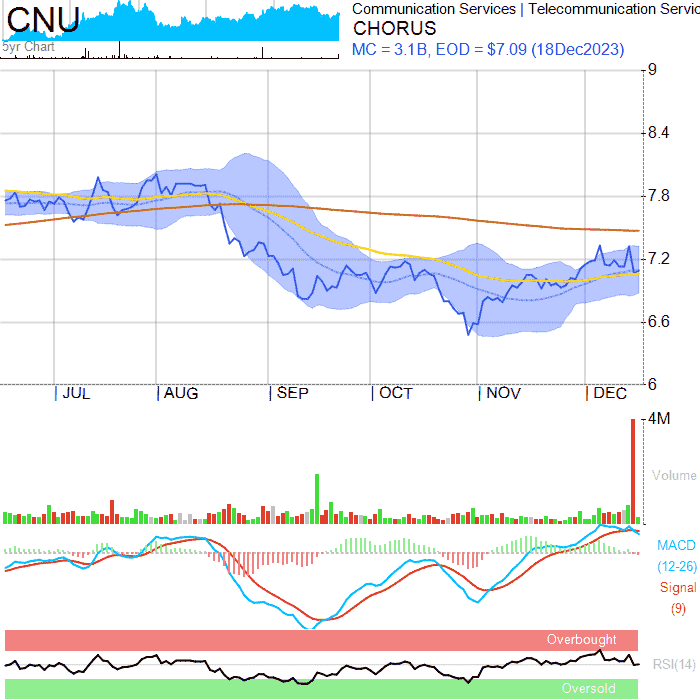 CNU
5yr Chart
Communication Services | Telecommunication Servic
CHORUS
MC = 3.1B, EOD = $7.09 (18Dec2023)
9
8.4
7.8
7.2
6.6
6
JUL AUG SEP OCT NOV DEC
4M
Volume
MACD
(12-26)
Signal
(9)
Overbought
RSI(14)
Oversold